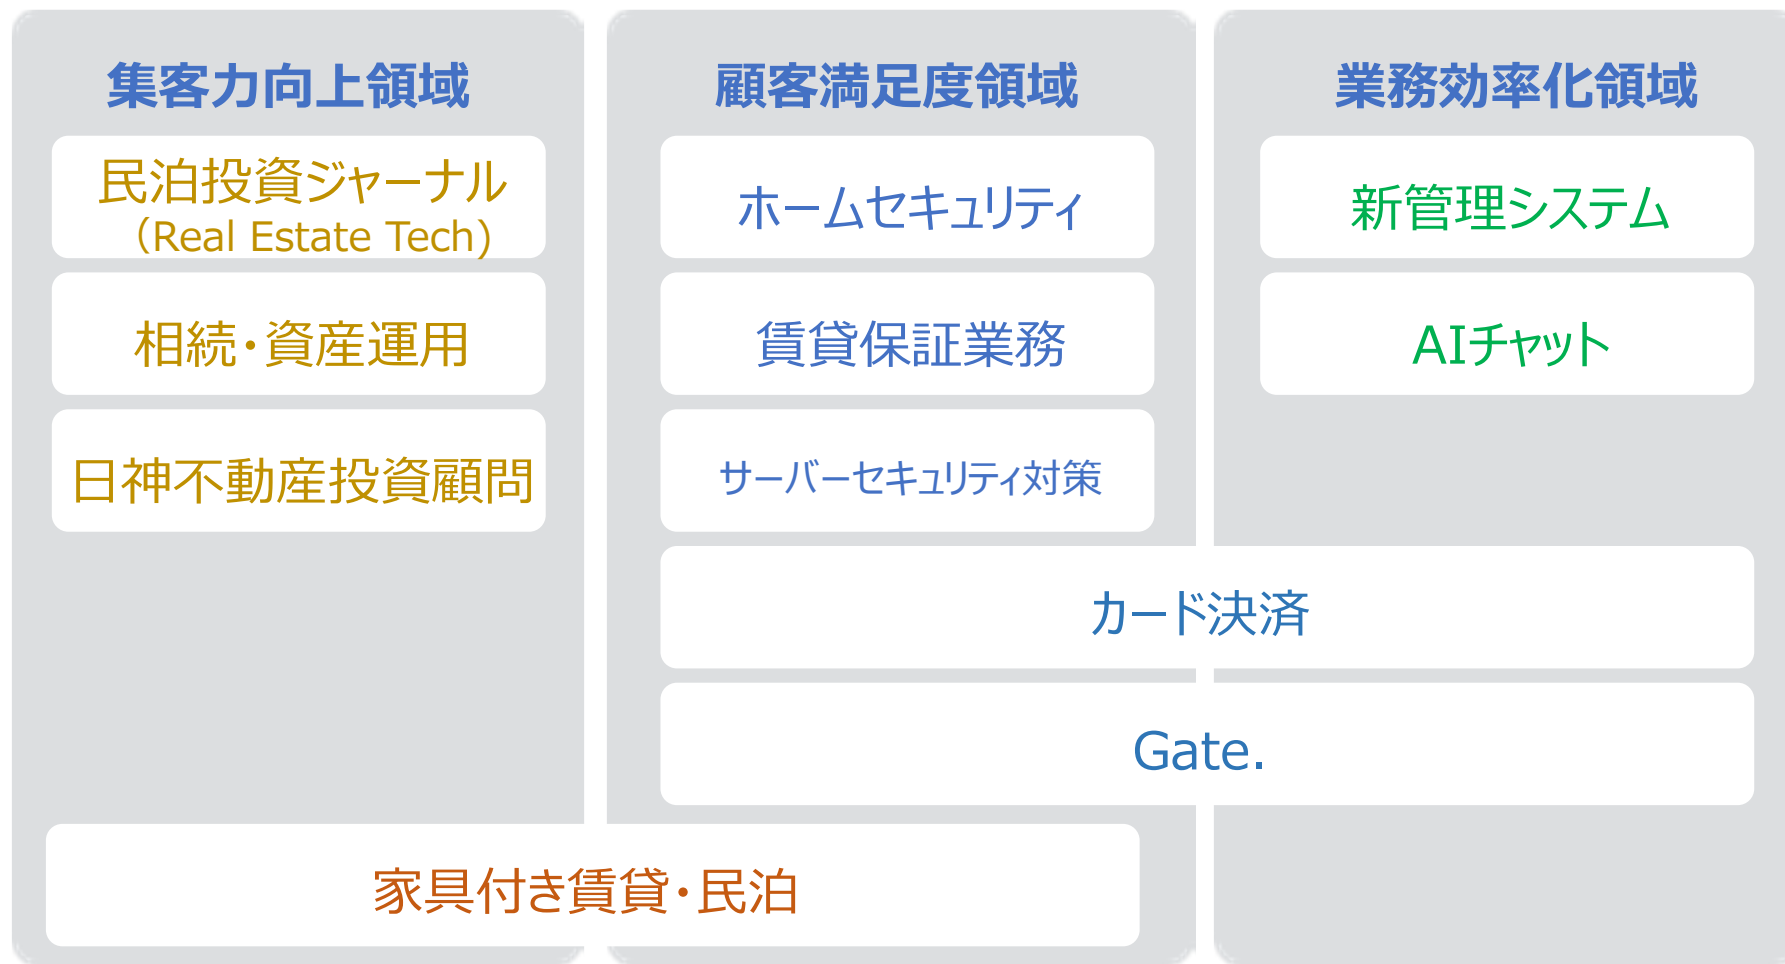 集客力向上領域
民泊投資ジャーナル
（Real Estate Tech)
相続・資産運用
日神不動産投資顧問
顧客満足度領域
ホームセキュリティ
賃貸保証業務
サーバーセキュリティ対策
業務効率化領域
新管理システム
AIチャット
カード決済
Gate.
家具付き賃貸・民泊